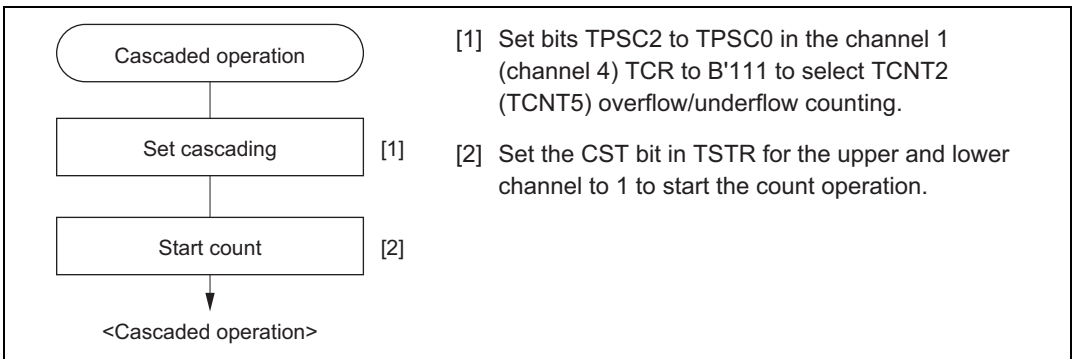 Cascaded operation
Set cascading
[1]
Start count
[2]
<Cascaded operation>
[1] Set bits TPSC2 to TPSC0 in the channel 1
(channel 4) TCR to B'111 to select TCNT2
(TCNT5) overflow/underflow counting.
[2] Set the CST bit in TSTR for the upper and lower
channel to 1 to start the count operation.